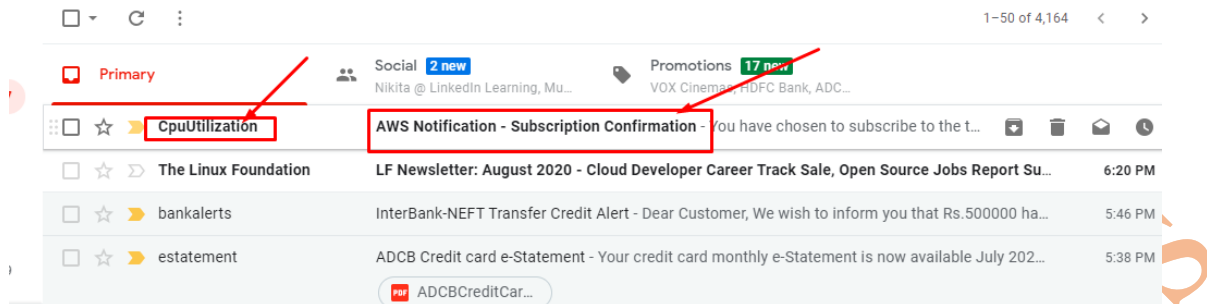 1–50 of 4,164
Primary
Social 2 new
Nikita @ LinkedIn Learning, Mu...
Promotions 17 new
VOX Cinemas, HDFC Bank, ADC...
CpuUtilization AWS Notification - Subscription Confirmation - You have chosen to subscribe to the t...
The Linux Foundation LF Newsletter: August 2020 - Cloud Developer Career Track Sale, Open Source Jobs Report Su... 6:20 PM
bankalerts InterBank-NEFT Transfer Credit Alert - Dear Customer, We wish to inform you that Rs.500000 ha... 5:46 PM
estatement ADCB Credit card e-Statement - Your credit card monthly e-Statement is now available July 202... 5:38 PM
PDF ADCBCreditCar...